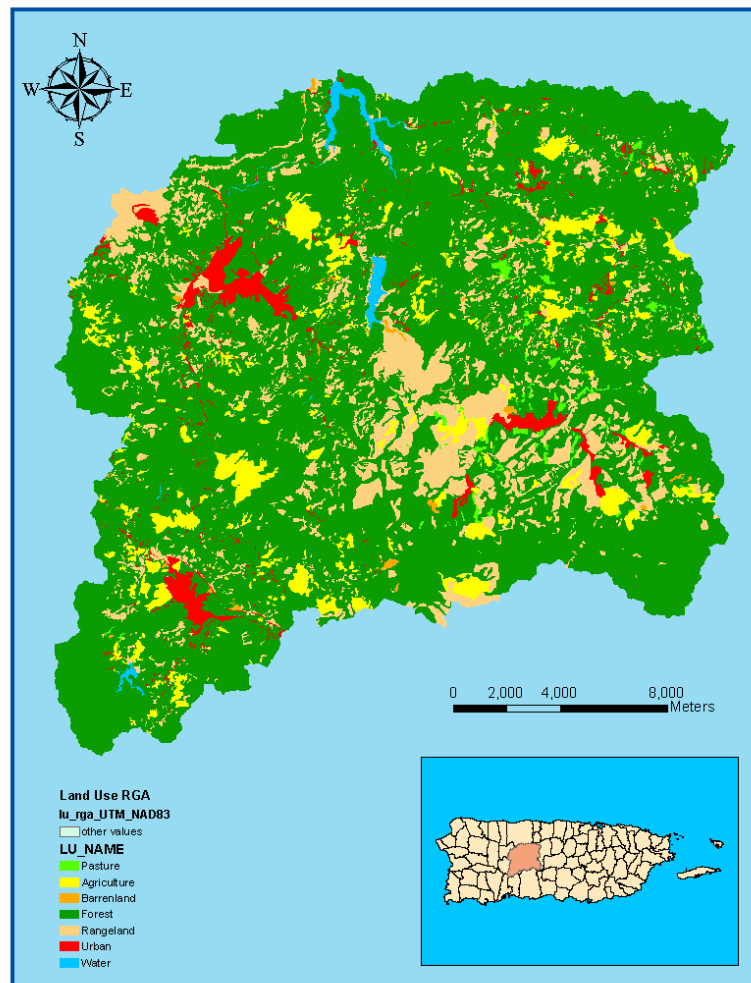 N
W E
S
0 2,000 4,000 8,000
Meters
Land Use RGA
lu_rga_UTM_NAD83
other values
LU_NAME
Pasture
Agriculture
Barrenland
Forest
Rangeland
Urban
Water